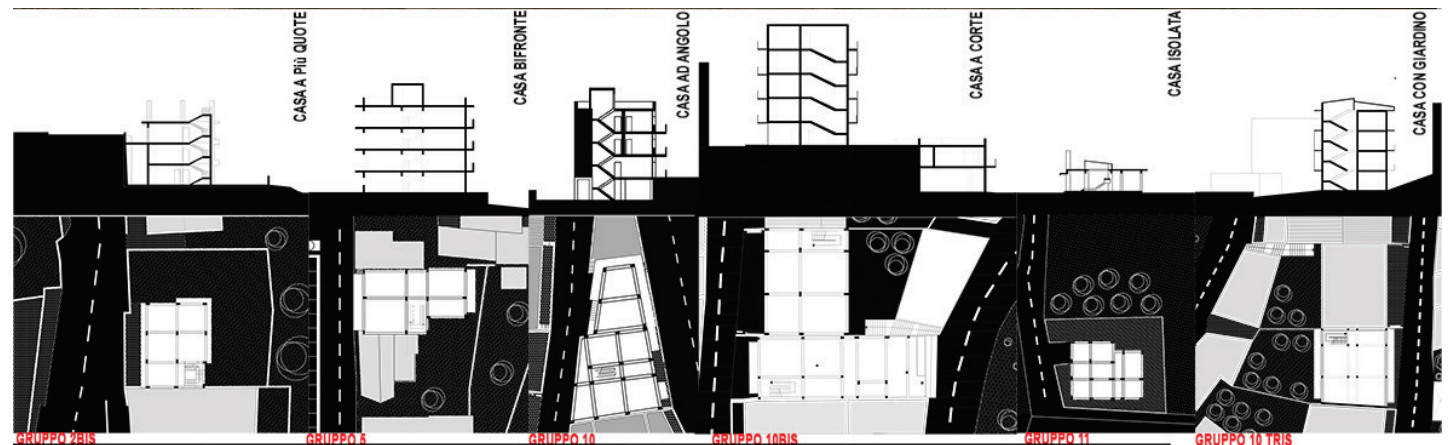 CASA A Più QUOTE
CASA BIFRONTE
CASA AD ANGOLO
CASA A CORTE
CASA ISOLATA
CASA CON GIARDINO
GRUPPO 2BIS
GRUPPO 5
GRUPPO 10
GRUPPO 10BIS
GRUPPO 11
GRUPPO 10 TRIS